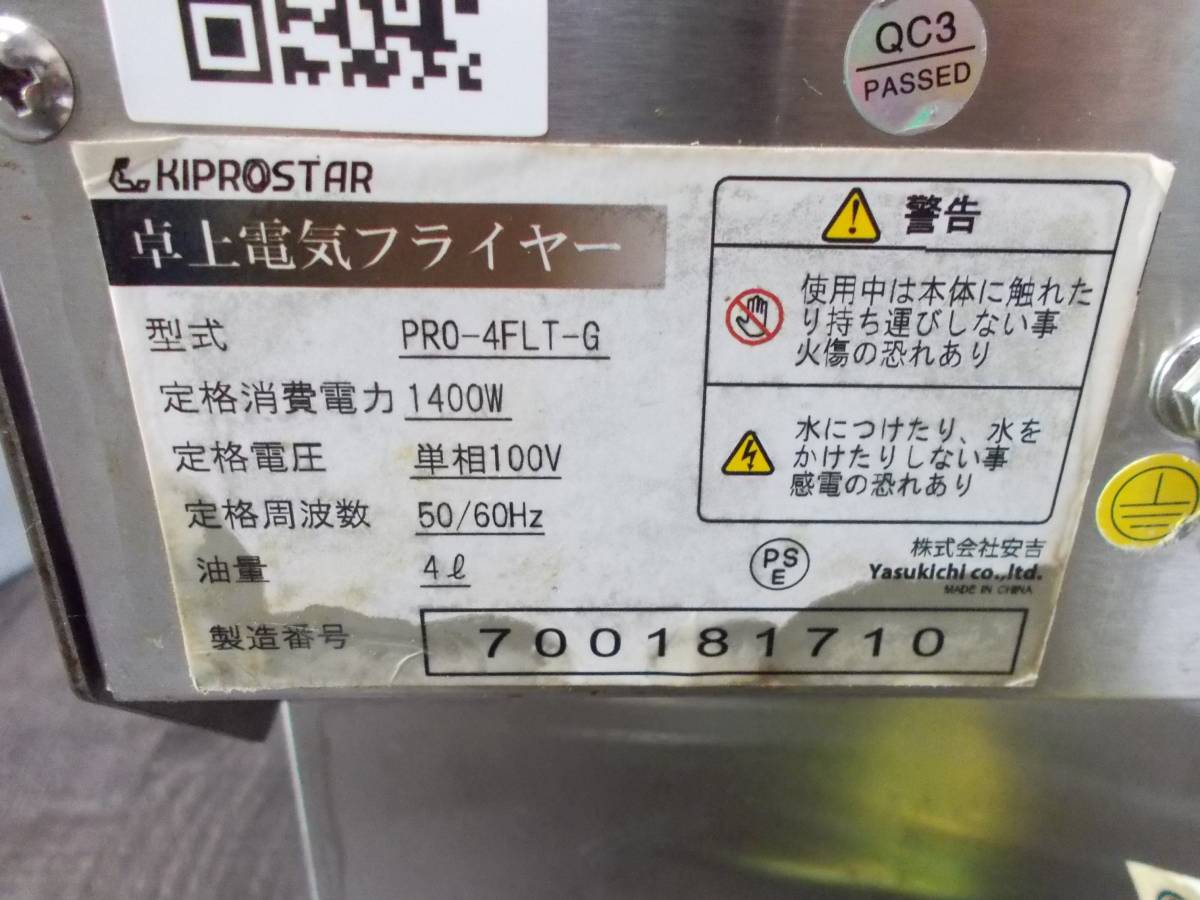 QC3
PASSED
KIPROSTAR
卓上電気フライヤー
型式 PRO-4FLT-G
定格消費電力 1400W
定格電圧 単相100V
定格周波数 50/60Hz
油量 4ℓ
製造番号 700181710
警告
使用中は本体に触れた
り持ち運びしない事
火傷の恐れあり
水につけたり、水を
かけたりしない事
感電の恐れあり
PS
E
株式会社安吉
Yasukichi co.,ltd.
MADE IN CHINA